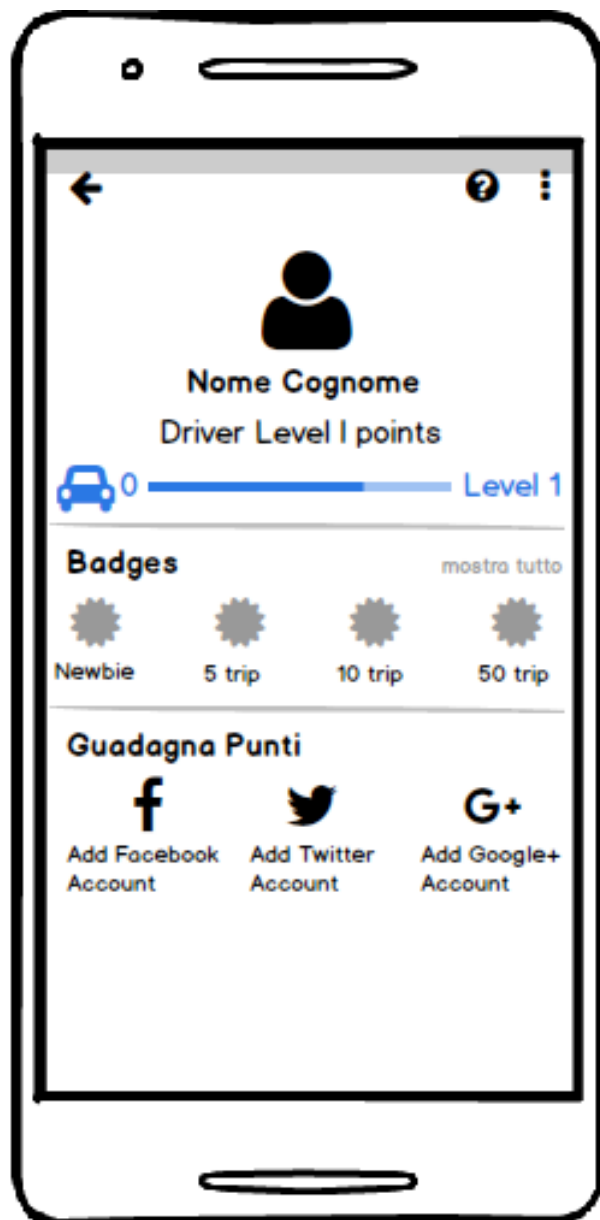 Nome Cognome
Driver Level | points
0 Level 1
Badges mostra tutto
Newbie 5 trip 10 trip 50 trip
Guadagna Punti
Add Facebook Account
Add Twitter Account
Add Google+ Account